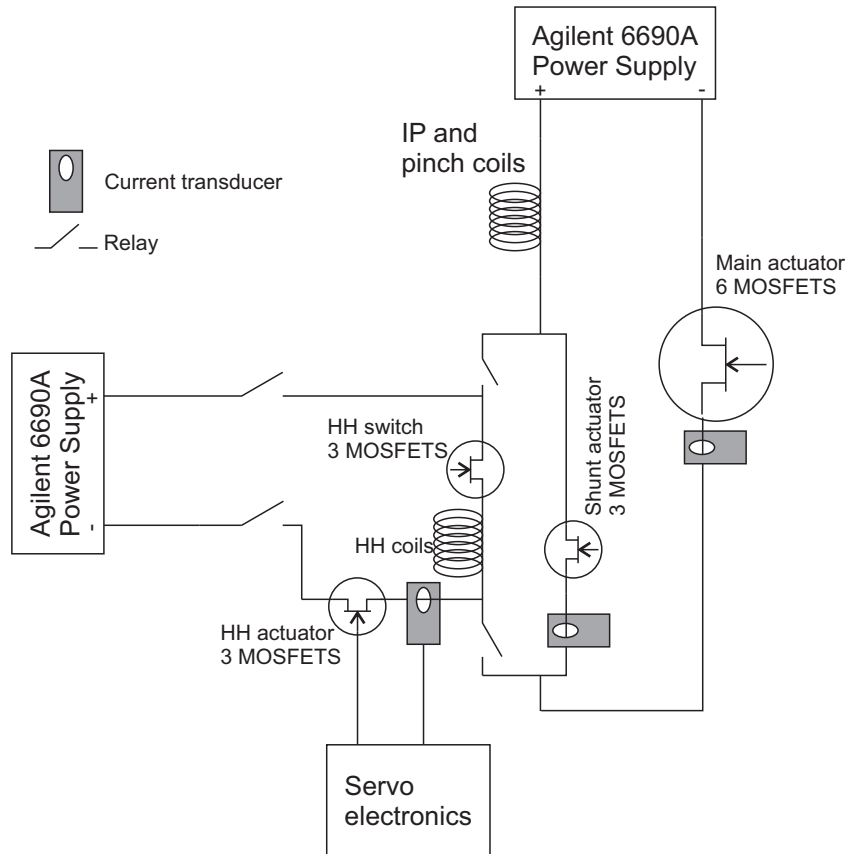 Agilent 6690A
Power Supply
+ -
IP and
pinch coils
Current transducer
Relay
Main actuator
6 MOSFETS
Agilent 6690A
Power Supply
+
-
HH switch
3 MOSFETS
Shunt actuator
3 MOSFETS
HH coils
HH actuator
3 MOSFETS
Servo
electronics